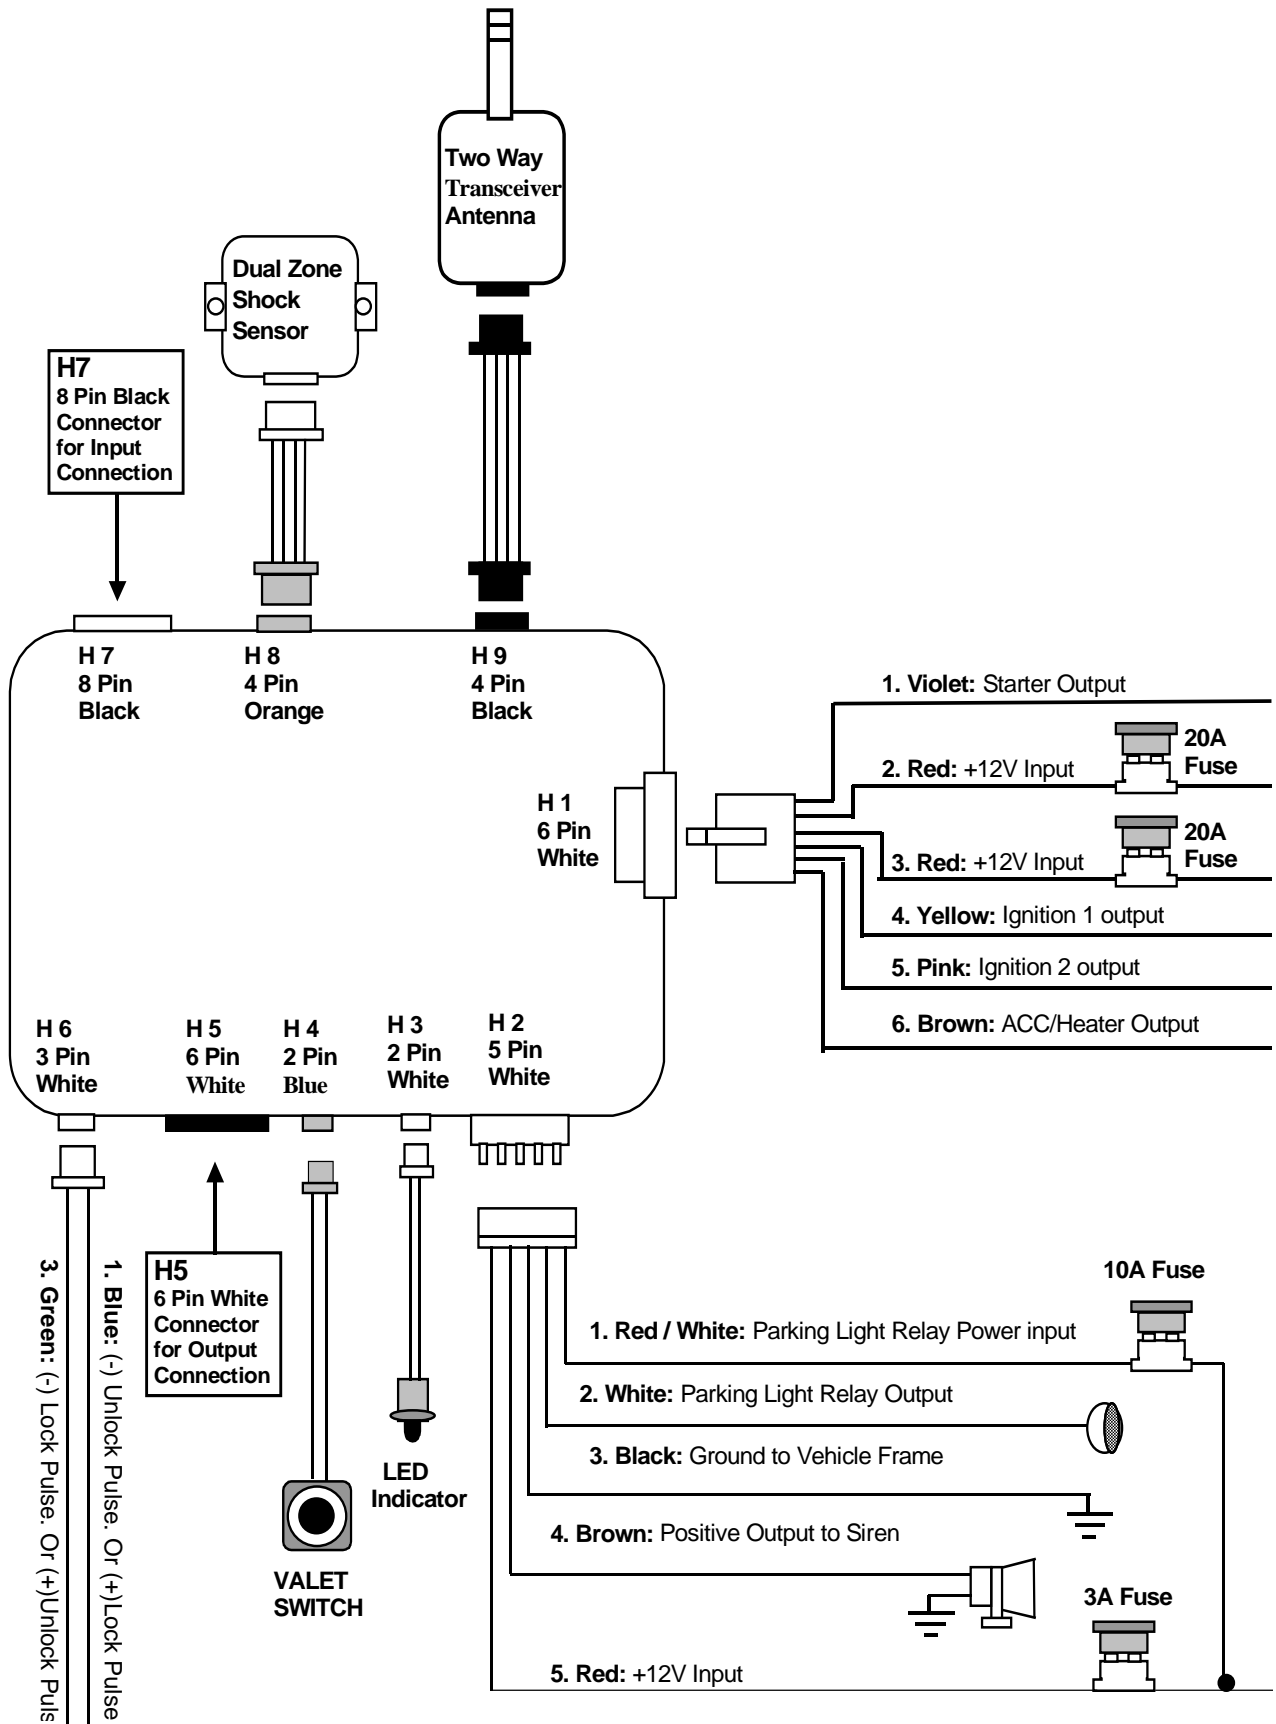 Two Way
Transceiver
Antenna
Dual Zone
Shock
Sensor
H7
8 Pin Black
Connector
for Input
Connection
H 7
8 Pin
Black
H 8
4 Pin
Orange
H 9
4 Pin
Black
1. Violet: Starter Output
20A
Fuse
2. Red: +12V Input
H 1
6 Pin
White
20A
Fuse
3. Red: +12V Input
4. Yellow: Ignition 1 output
5. Pink: Ignition 2 output
6. Brown: ACC/Heater Output
H 6
3 Pin
White
H 5
6 Pin
White
H 4
2 Pin
Blue
H 3
2 Pin
White
H 2
5 Pin
White
3. Green: (-) Lock Pulse. Or (+)Unlock Puls
1. Blue: (-) Unlock Pulse. Or (+)Lock Pulse
H5
6 Pin White
Connector
for Output
Connection
10A Fuse
1. Red / White: Parking Light Relay Power input
2. White: Parking Light Relay Output
3. Black: Ground to Vehicle Frame
LED
Indicator
4. Brown: Positive Output to Siren
VALET
SWITCH
3A Fuse
5. Red: +12V Input